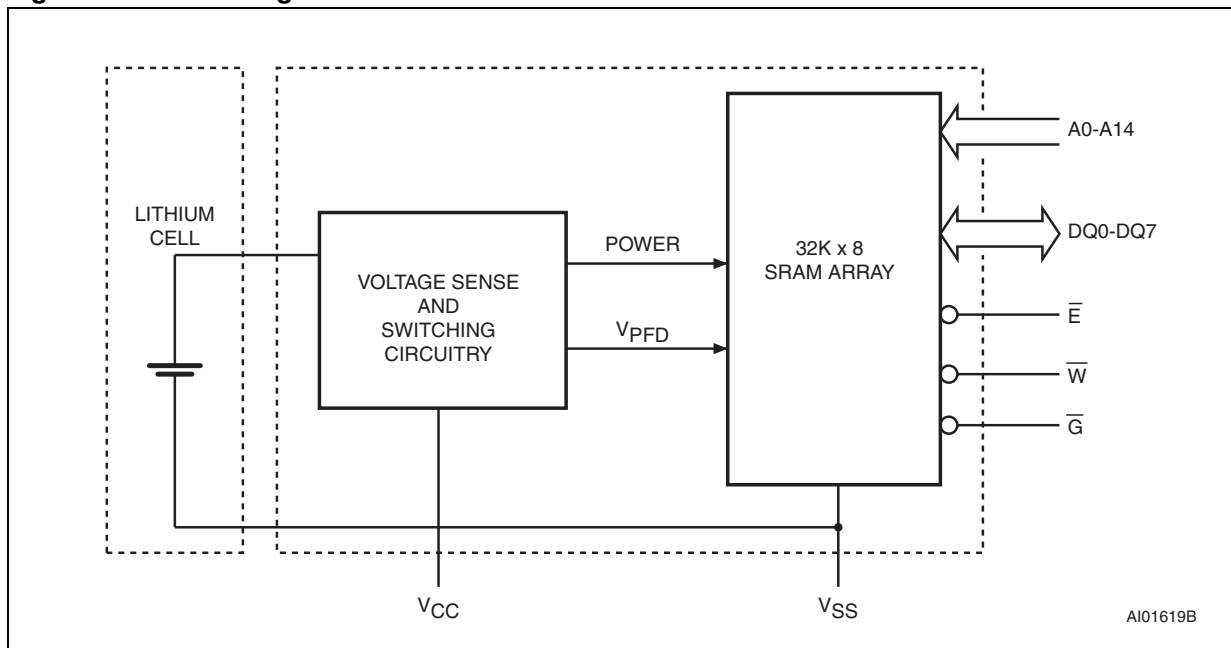 LITHIUM
CELL
VOLTAGE SENSE
AND
SWITCHING
CIRCUITRY
POWER
VPFD
32K x 8
SRAM ARRAY
A0-A14
DQ0-DQ7
E̅
W̅
G̅
VCC
VSS
AI01619B